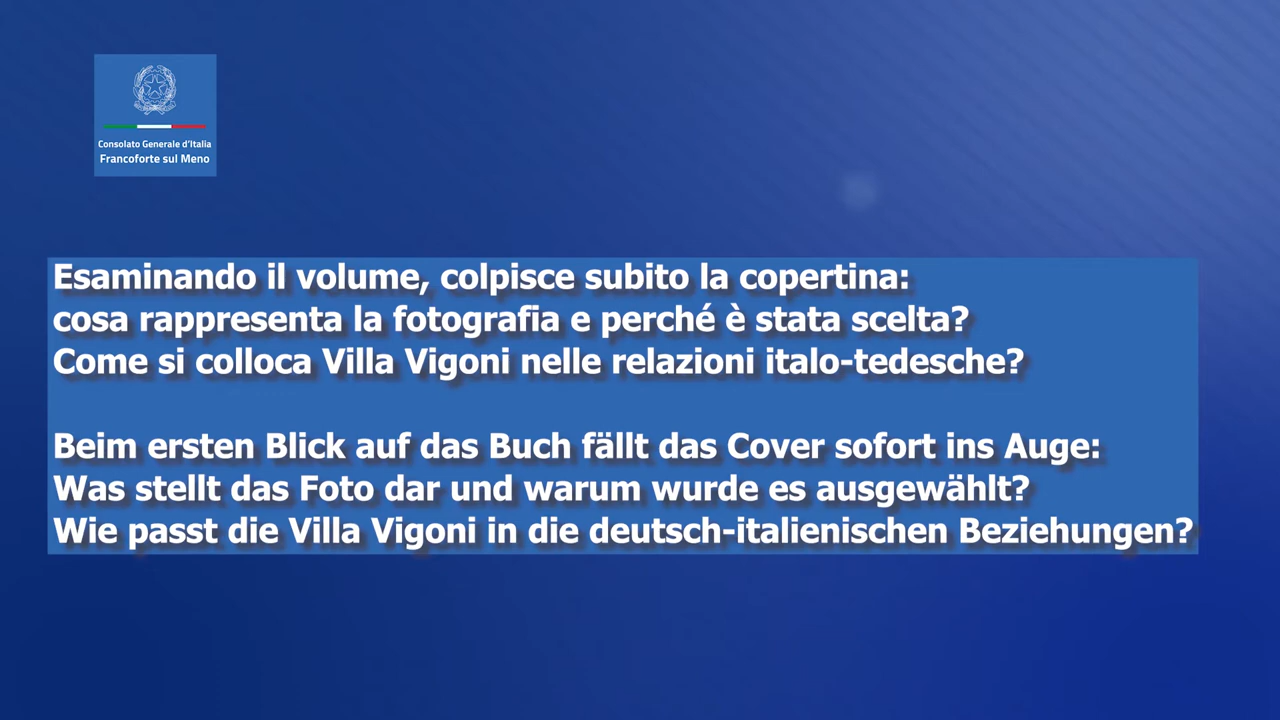 Consolato Generale d'Italia
Francoforte sul Meno
Esaminando il volume, colpisce subito la copertina:
cosa rappresenta la fotografia e perché è stata scelta?
Come si colloca Villa Vigoni nelle relazioni italo-tedesche?
Beim ersten Blick auf das Buch fällt das Cover sofort ins Auge:
Was stellt das Foto dar und warum wurde es ausgewählt?
Wie passt die Villa Vigoni in die deutsch-italienischen Beziehungen?